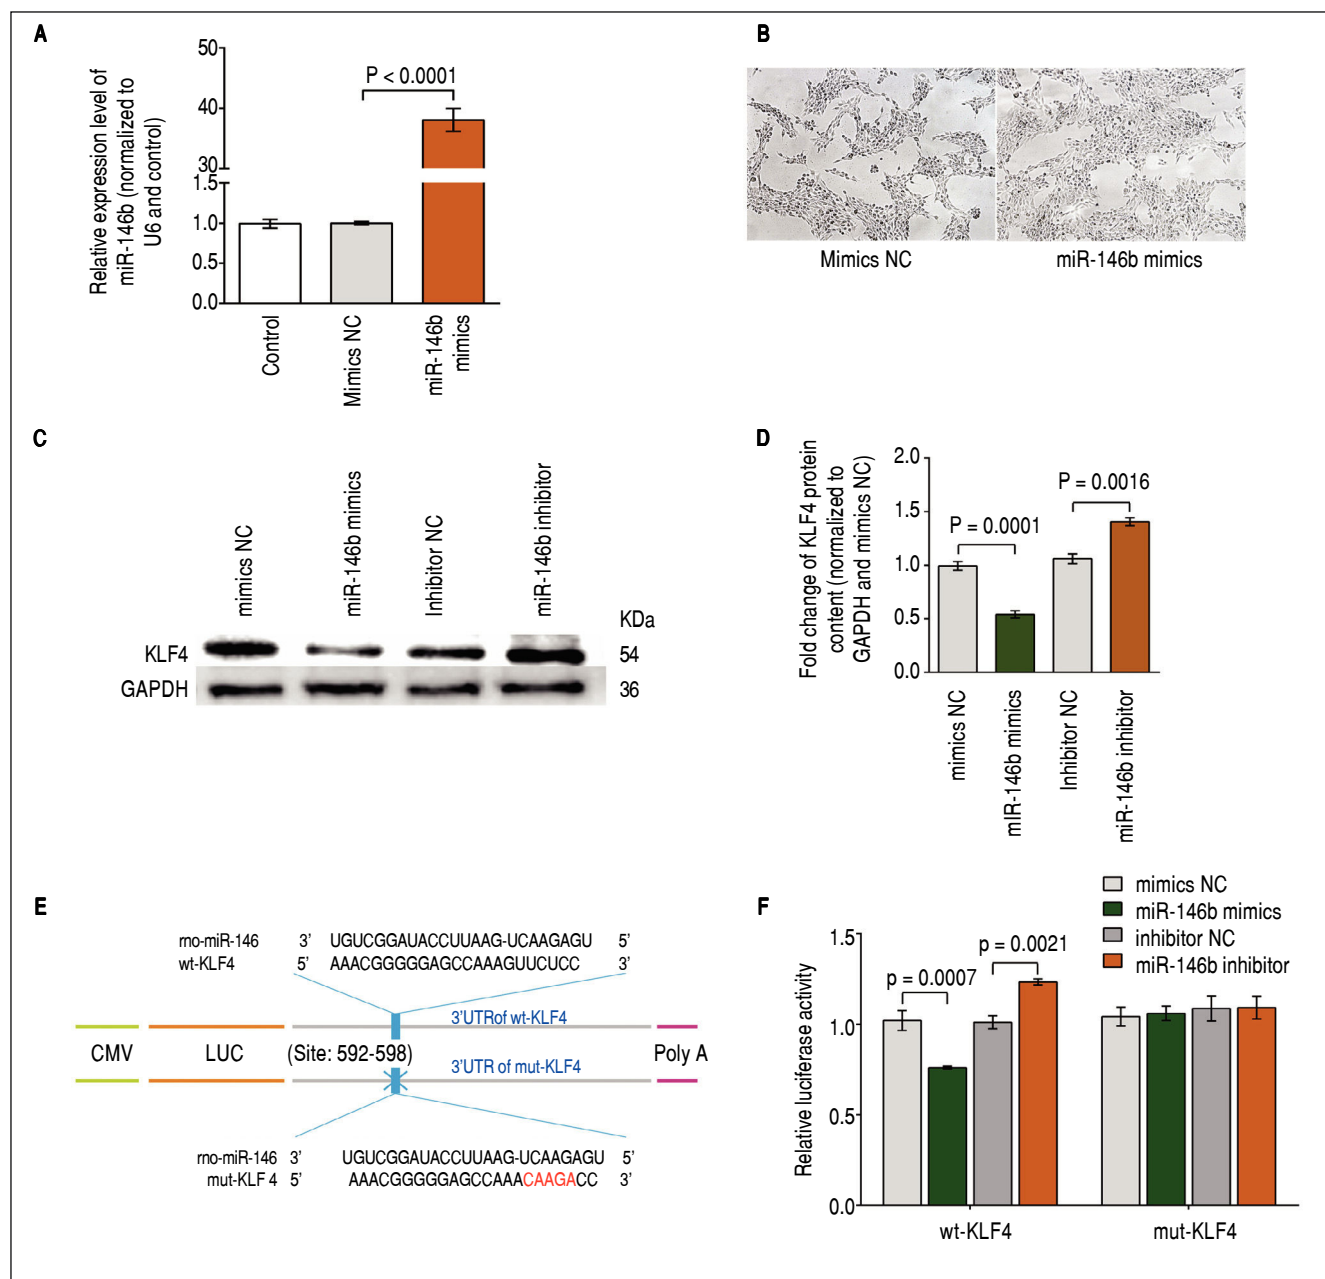 A
Relative expression level of
miR-146b (normalized to
U6 and control)
50
40
30
1.5
1.0
0.5
0.0
P < 0.0001
Control
Mimics NC
miR-146b
mimics
B
Mimics NC
miR-146b mimics
C
mimics NC
miR-146b mimics
Inhibitor NC
miR-146b inhibitor
KDa
KLF4
54
GAPDH
36
D
Fold change of KLF4 protein
content (normalized to
GAPDH and mimics NC)
2.0
1.5
1.0
0.5
0.0
P = 0.0001
P = 0.0016
mimics NC
mIR-146b mimics
Inhibitor NC
miR-146b inhibitor
E
rno-miR-146 3' UGUCGGAUACCUUAAG-UCAAGAGU 5'
wt-KLF4 5' AAACGGGGGAGCCAAAGUUCUCC 3'
3'UTRof wt-KLF4
CMV LUC (Site: 592-598) Poly A
3'UTR of mut-KLF4
rno-miR-146 3' UGUCGGAUACCUUAAG-UCAAGAGU 5'
mut-KLF 4 5' AAACGGGGGAGCCAAACAAGACC 3'
F
mimics NC
miR-146b mimics
inhibitor NC
miR-146b inhibitor
Relative luciferase activity
1.5
1.0
0.5
0.0
p = 0.0007
p = 0.0021
wt-KLF4
mut-KLF4